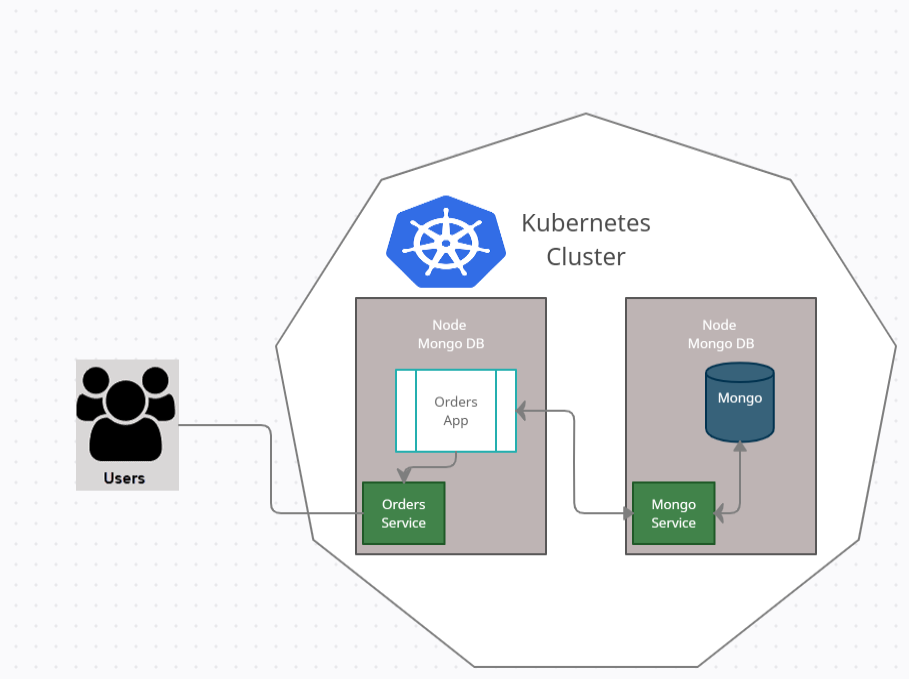 Kubernetes
Cluster
Node
Mongo DB
Orders
App
Orders
Service
Node
Mongo DB
Mongo
Mongo
Service
Users